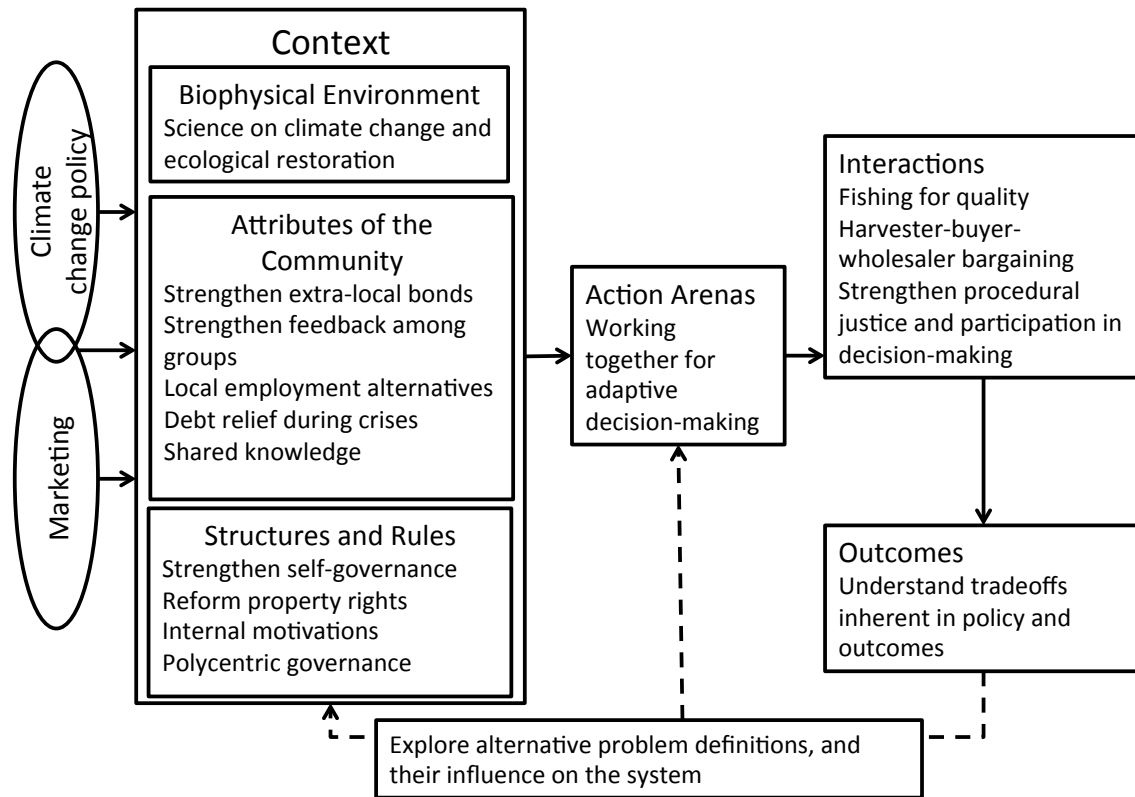 Climate
change policy
Marketing
Context
Biophysical Environment
Science on climate change and
ecological restoration
Attributes of the
Community
Strengthen extra-local bonds
Strengthen feedback among
groups
Local employment alternatives
Debt relief during crises
Shared knowledge
Structures and Rules
Strengthen self-governance
Reform property rights
Internal motivations
Polycentric governance
Action Arenas
Working
together for
adaptive
decision-making
Interactions
Fishing for quality
Harvester-buyer-
wholesaler bargaining
Strengthen procedural
justice and participation in
decision-making
Outcomes
Understand tradeoffs
inherent in policy and
outcomes
Explore alternative problem definitions, and
their influence on the system